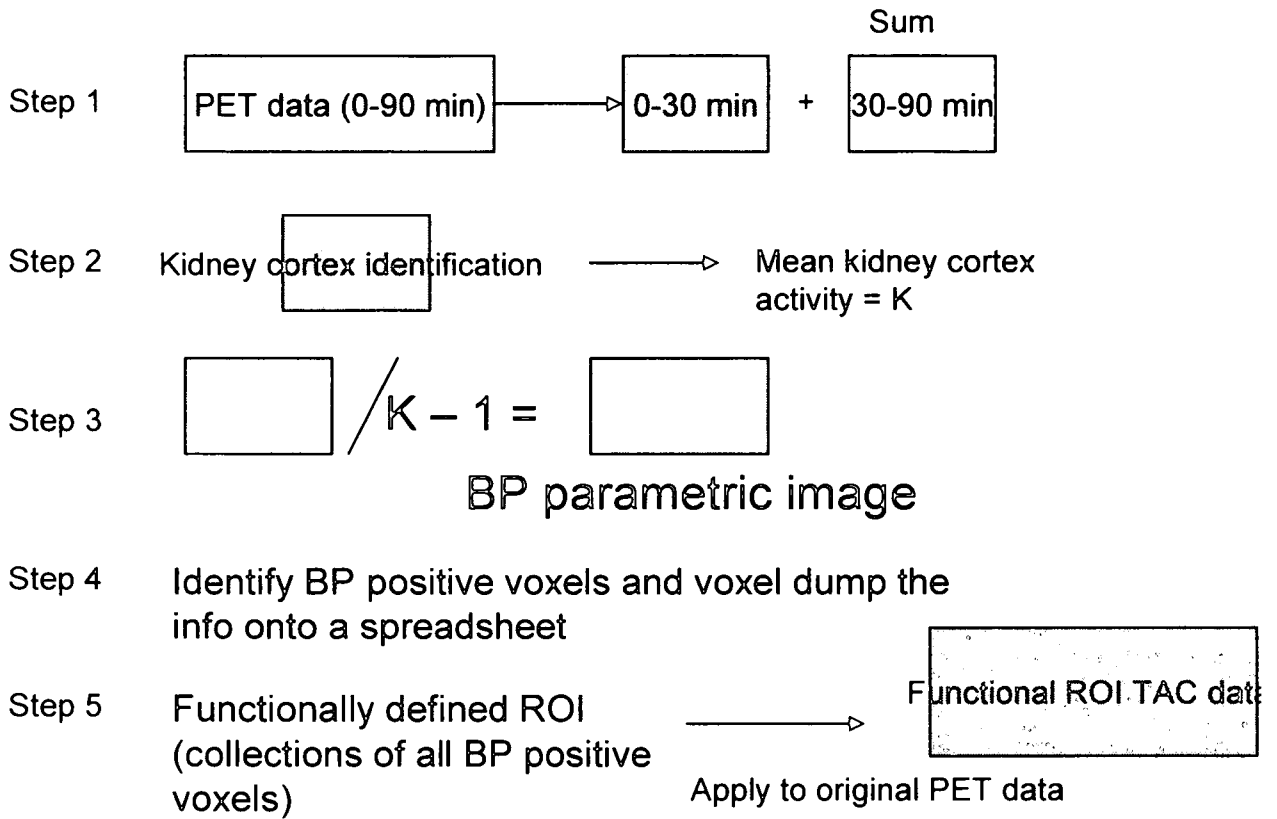 Sum
Step 1 PET data (0-90 min) 0-30 min + 30-90 min
Step 2 Kidney cortex identification Mean kidney cortex
activity = K
Step 3 /K – 1 =
BP parametric image
Step 4 Identify BP positive voxels and voxel dump the
info onto a spreadsheet
Functional ROI TAC data
Step 5 Functionally defined ROI
(collections of all BP positive
voxels)
Apply to original PET data